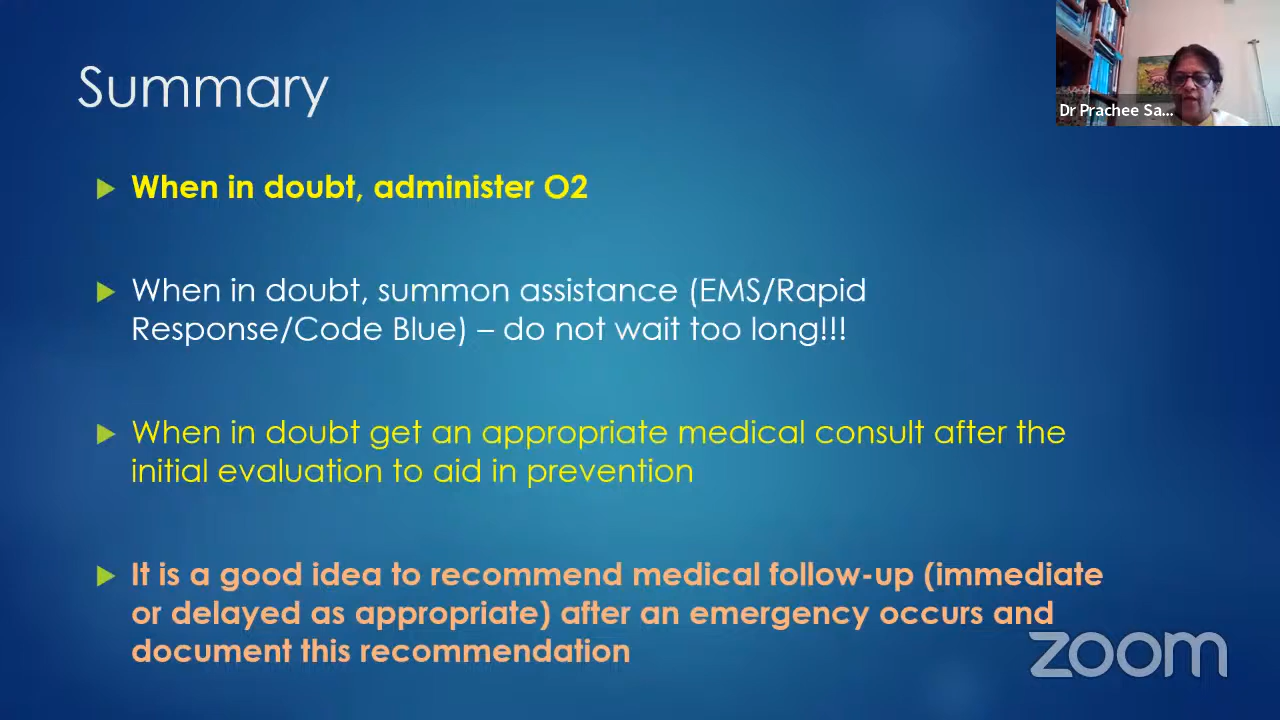 Summary
Dr Prachee Sa...
When in doubt, administer O2
When in doubt, summon assistance (EMS/Rapid
Response/Code Blue) – do not wait too long!!!
When in doubt get an appropriate medical consult after the
initial evaluation to aid in prevention
It is a good idea to recommend medical follow-up (immediate
or delayed as appropriate) after an emergency occurs and
document this recommendation
zoom